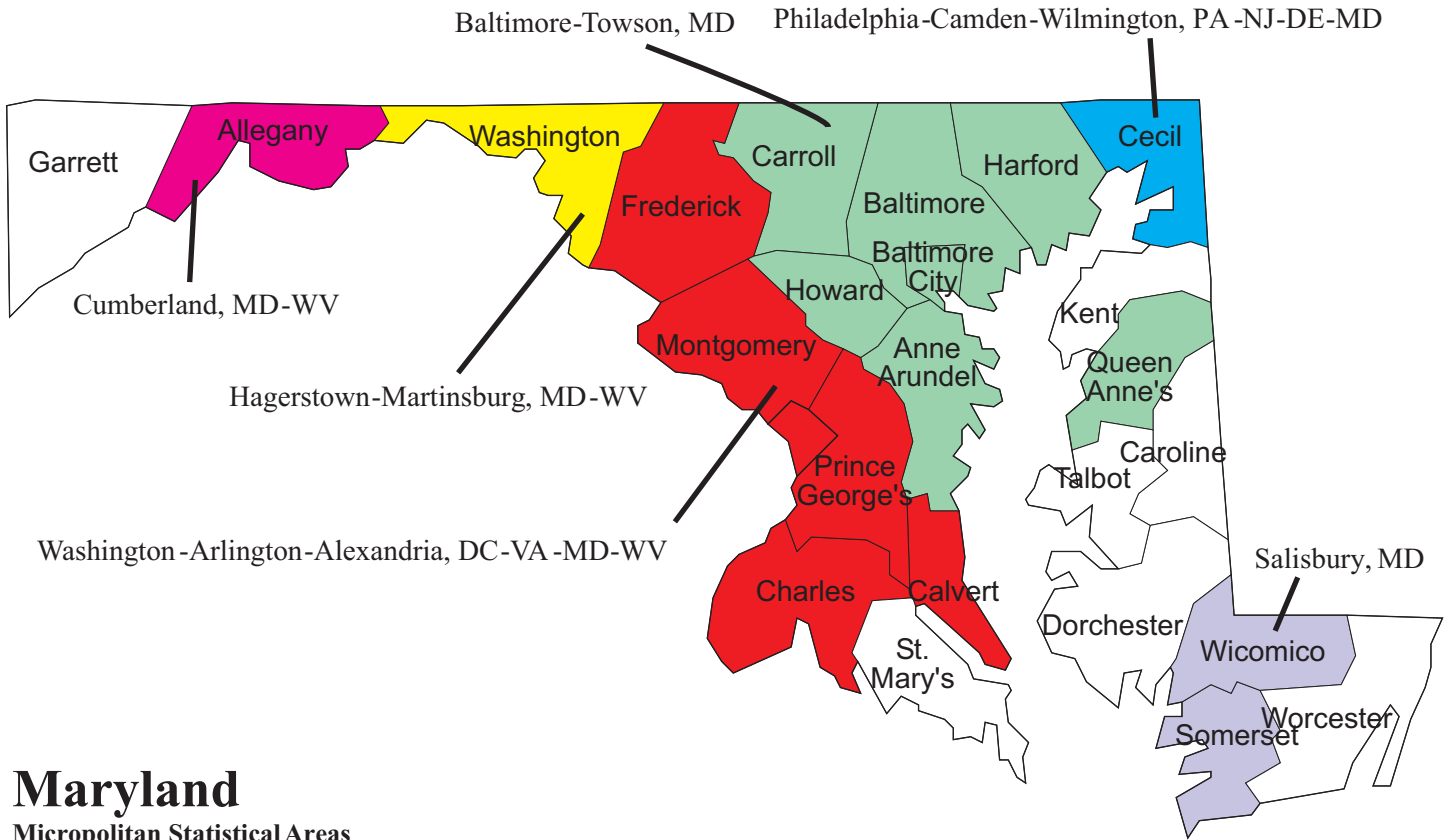 Baltimore-Towson, MD
Philadelphia-Camden-Wilmington, PA-NJ-DE-MD
Garrett
Allegany
Washington
Frederick
Carroll
Baltimore
Harford
Cecil
Baltimore
City
Howard
Cumberland, MD-WV
Kent
Montgomery
Anne
Arundel
Queen
Anne's
Hagerstown-Martinsburg, MD-WV
Prince
George's
Talbot
Caroline
Washington-Arlington-Alexandria, DC-VA-MD-WV
Salisbury, MD
Charles
Calvert
Dorchester
St.
Mary's
Wicomico
Somerset
Worcester
Maryland
Micropolitan Statistical Areas